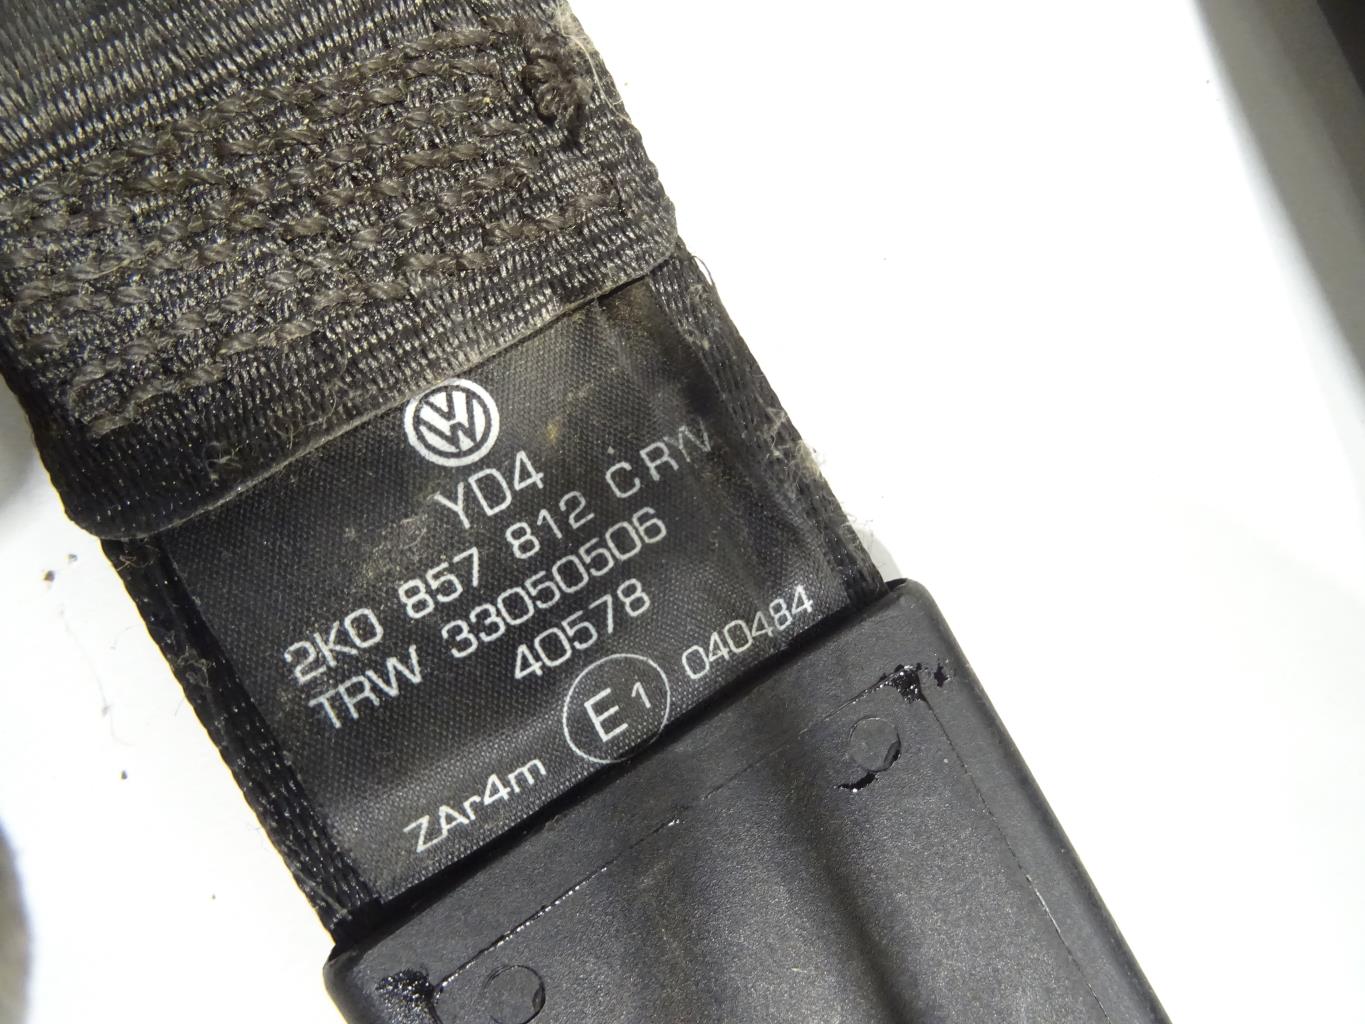 YD4
2K0 857 812 C RYV
TRW 33050506
40578
ZAr4m E1 040484